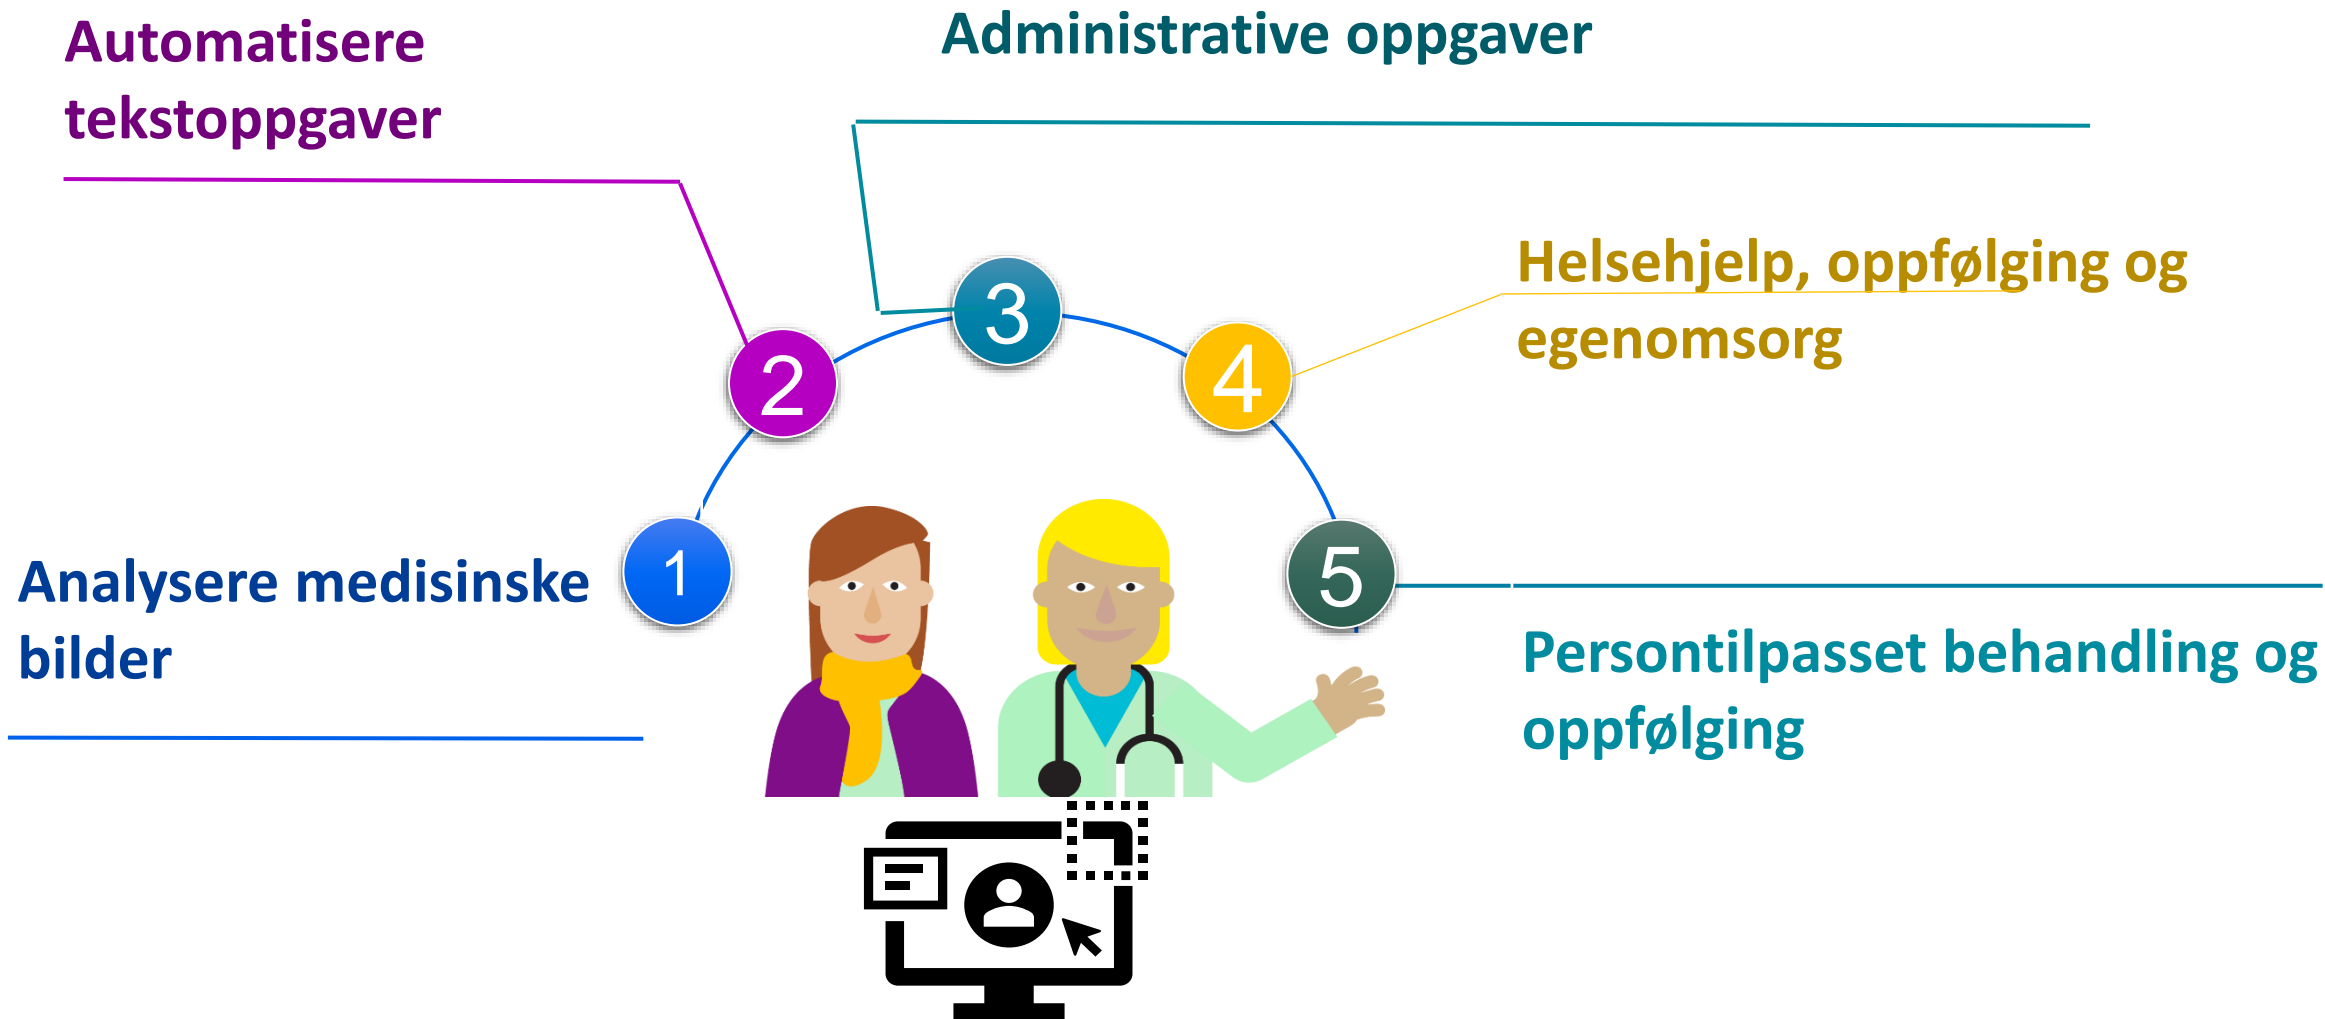 1
Analysere medisinske
bilder
2
Automatisere
tekstoppgaver
3
Administrative oppgaver
4
Helsehjelp, oppfølging og
egenomsorg
5
Persontilpasset behandling og
oppfølging